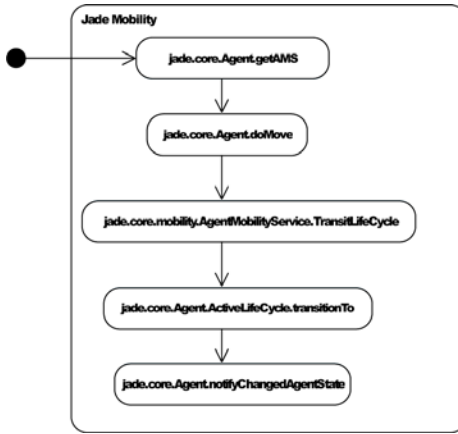 Jade Mobility
jade.core.Agent.getAMS
jade.core.Agent.doMove
jade.core.mobility.AgentMobilityService.TransitLifeCycle
jade.core.Agent.ActiveLifeCycle.transitionTo
jade.core.Agent.notifyChangedAgentState